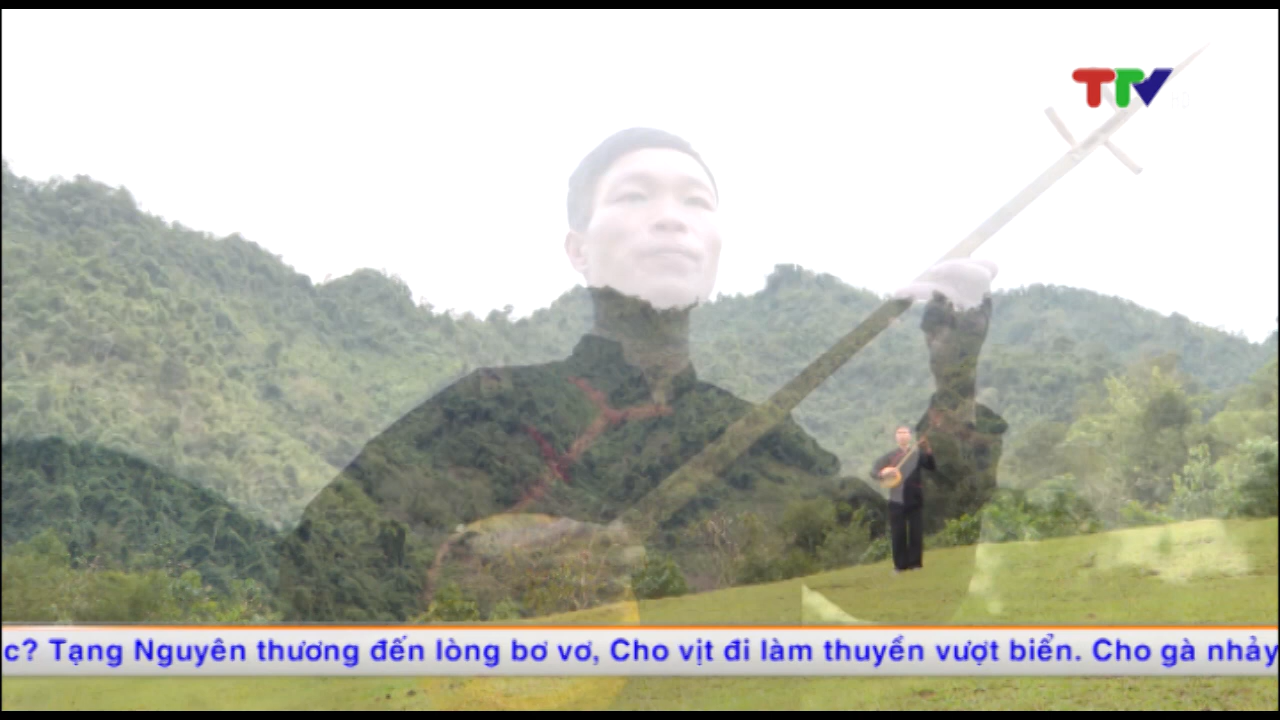 TTV
c? Tạng Nguyên thương đến lòng bơ vơ, Cho vịt đi làm thuyền vượt biển. Cho gà nhảy